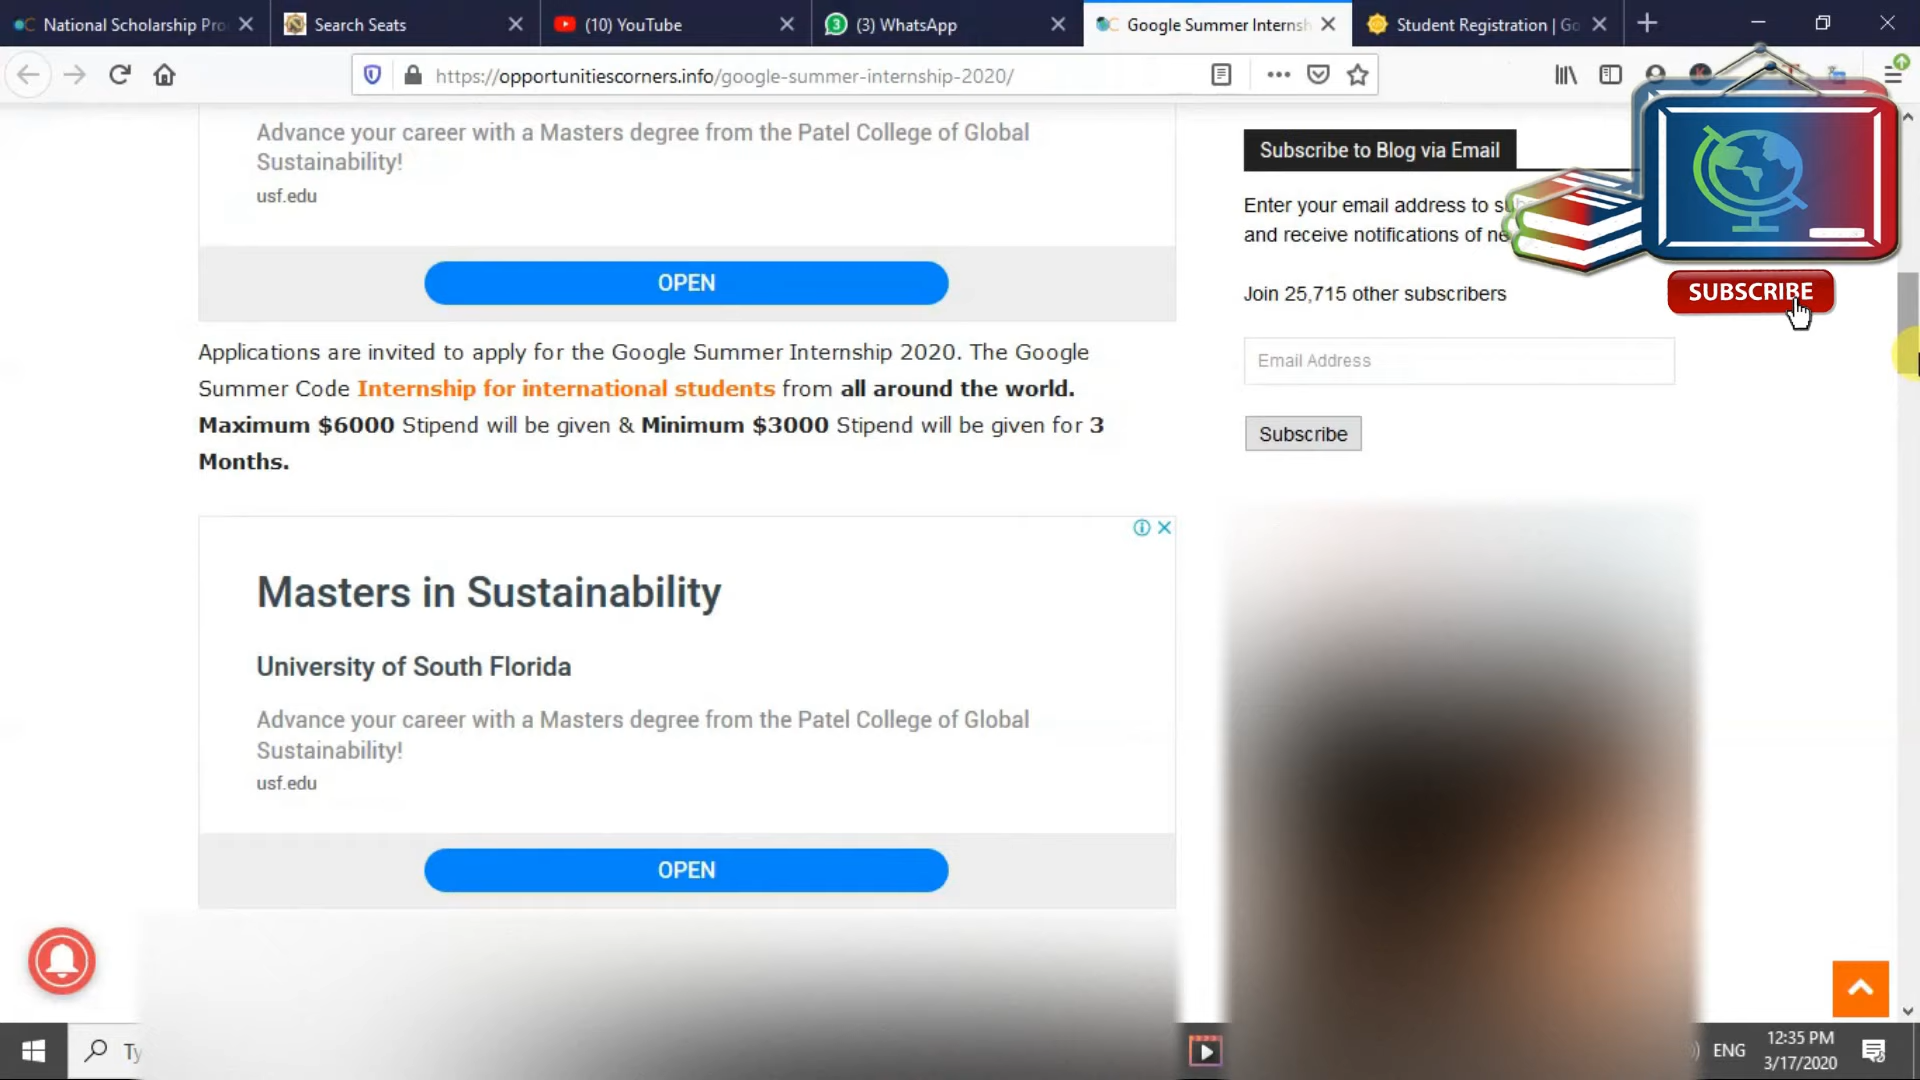 National Scholarship Pro
Search Seats
(10) YouTube
(3) WhatsApp
Google Summer Interns
Student Registration | Go
https://opportunitiescorners.info/google-summer-internship-2020/
Advance your career with a Masters degree from the Patel College of Global
Sustainability!
usf.edu
OPEN
Applications are invited to apply for the Google Summer Internship 2020. The Google
Summer Code Internship for international students from all around the world.
Maximum $6000 Stipend will be given & Minimum $3000 Stipend will be given for 3
Months.
Masters in Sustainability
University of South Florida
Advance your career with a Masters degree from the Patel College of Global
Sustainability!
usf.edu
OPEN
Subscribe to Blog via Email
Enter your email address to
and receive notifications of
Join 25,715 other subscribers
Email Address
Subscribe
SUBSCRIBE
ENG
12:35 PM
3/17/2020